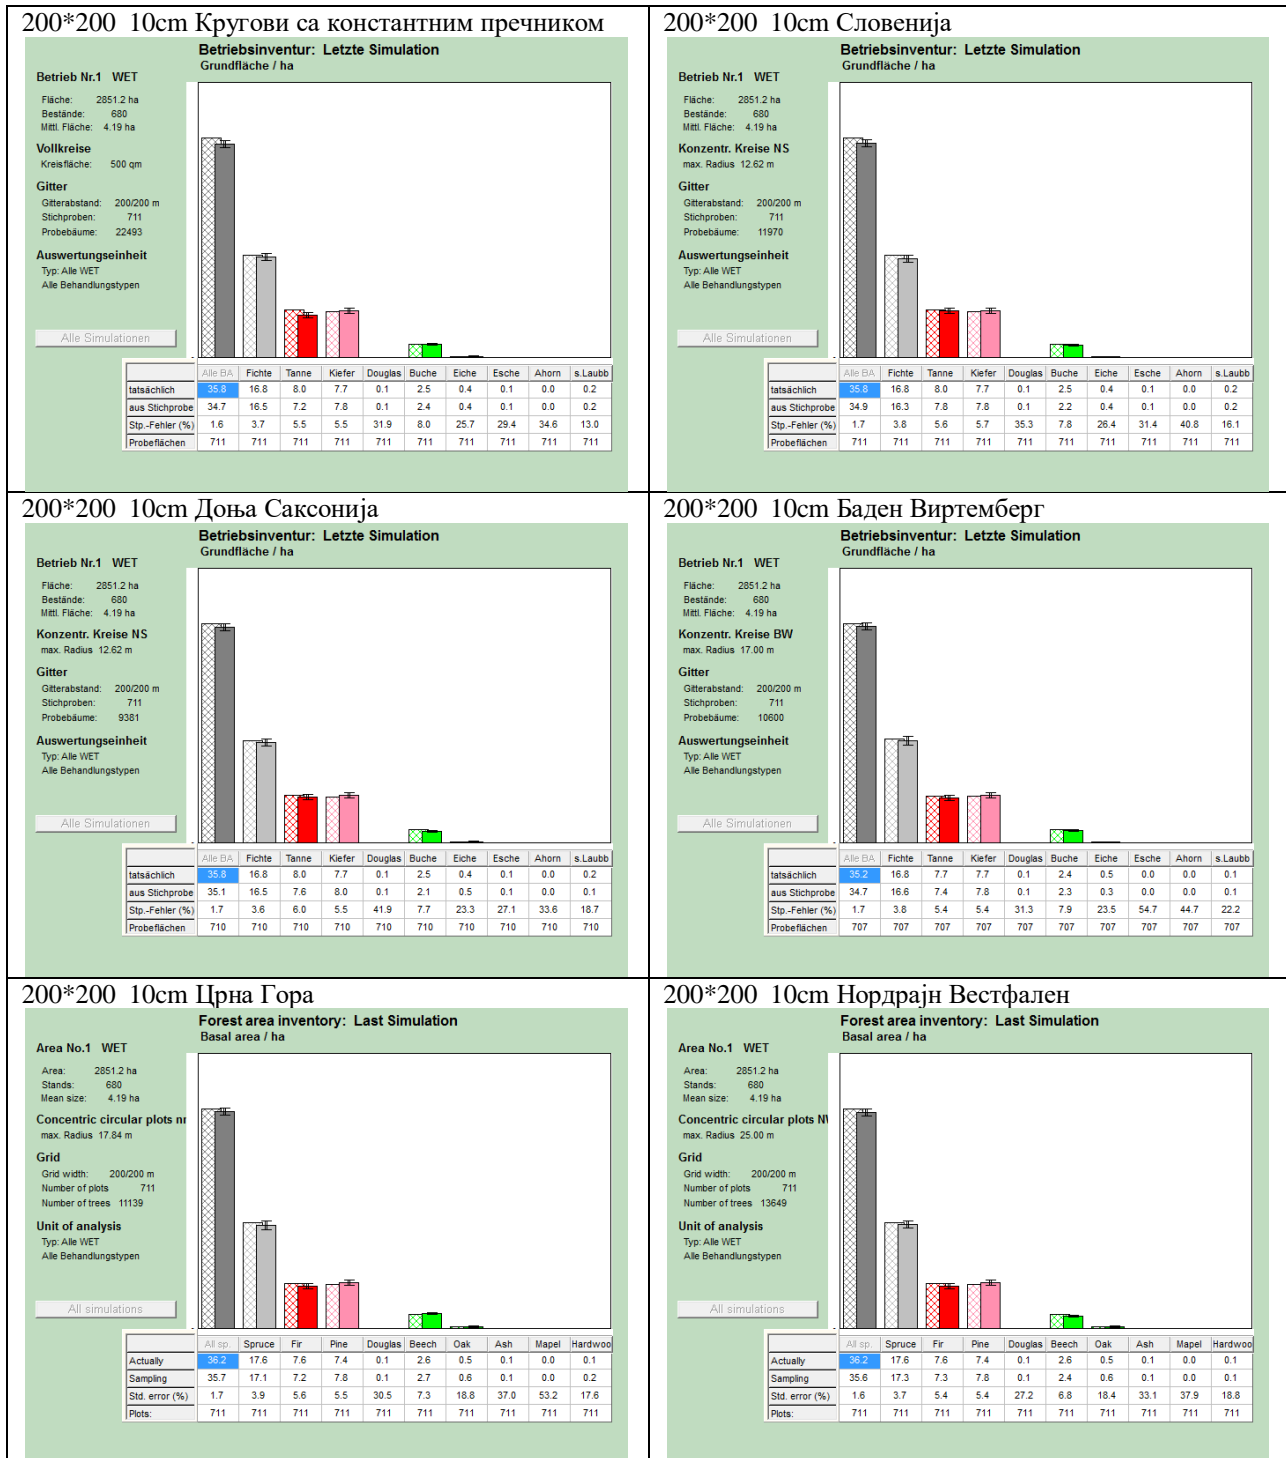 200*200 10cm Кругови са константним пречником
Betriebsinventur: Letzte Simulation
Grundfläche / ha
Betrieb Nr.1 WET
Fläche: 2851.2 ha
Bestände: 680
Mittl. Fläche: 4.19 ha
Vollkreise
Kreisfläche: 500 qm
Gitter
Gitterabstand: 200/200 m
Stichproben: 711
Probebäume: 22493
Auswertungseinheit
Typ: Alle WET
Alle Behandlungstypen
Alle Simulationen
Alle BA Fichte Tanne Kiefer Douglas Buche Eiche Esche Ahorn s.Laubb
tatsächlich 35.8 16.8 8.0 7.7 0.1 2.5 0.4 0.1 0.0 0.2
aus Stichprobe 34.7 16.5 7.2 7.8 0.1 2.4 0.4 0.1 0.0 0.2
Stp.-Fehler (%) 1.6 3.7 5.5 5.5 31.9 8.0 25.7 29.4 34.6 13.0
Probeflächen 711 711 711 711 711 711 711 711 711 711
200*200 10cm Словенија
Betriebsinventur: Letzte Simulation
Grundfläche / ha
Betrieb Nr.1 WET
Fläche: 2851.2 ha
Bestände: 680
Mittl. Fläche: 4.19 ha
Konzentr. Kreise NS
max. Radius 12.62 m
Gitter
Gitterabstand: 200/200 m
Stichproben: 711
Probebäume: 11970
Auswertungseinheit
Typ: Alle WET
Alle Behandlungstypen
Alle Simulationen
Alle BA Fichte Tanne Kiefer Douglas Buche Eiche Esche Ahorn s.Laubb
tatsächlich 35.8 16.8 8.0 7.7 0.1 2.5 0.4 0.1 0.0 0.2
aus Stichprobe 34.9 16.3 7.8 7.8 0.1 2.2 0.4 0.1 0.0 0.2
Stp.-Fehler (%) 1.7 3.8 5.6 5.7 35.3 7.8 26.4 31.4 40.8 16.1
Probeflächen 711 711 711 711 711 711 711 711 711 711
200*200 10cm Доња Саксонија
Betriebsinventur: Letzte Simulation
Grundfläche / ha
Betrieb Nr.1 WET
Fläche: 2851.2 ha
Bestände: 680
Mittl. Fläche: 4.19 ha
Konzentr. Kreise NS
max. Radius 12.62 m
Gitter
Gitterabstand: 200/200 m
Stichproben: 711
Probebäume: 9381
Auswertungseinheit
Typ: Alle WET
Alle Behandlungstypen
Alle Simulationen
Alle BA Fichte Tanne Kiefer Douglas Buche Eiche Esche Ahorn s.Laubb
tatsächlich 35.8 16.8 8.0 7.7 0.1 2.5 0.4 0.1 0.0 0.2
aus Stichprobe 35.1 16.5 7.6 8.0 0.1 2.1 0.5 0.1 0.0 0.1
Stp.-Fehler (%) 1.7 3.6 6.0 5.5 41.9 7.7 23.3 27.1 33.6 18.7
Probeflächen 710 710 710 710 710 710 710 710 710 710
200*200 10cm Баден Виртемберг
Betriebsinventur: Letzte Simulation
Grundfläche / ha
Betrieb Nr.1 WET
Fläche: 2851.2 ha
Bestände: 680
Mittl. Fläche: 4.19 ha
Konzentr. Kreise BW
max. Radius 17.00 m
Gitter
Gitterabstand: 200/200 m
Stichproben: 711
Probebäume: 10600
Auswertungseinheit
Typ: Alle WET
Alle Behandlungstypen
Alle Simulationen
Alle BA Fichte Tanne Kiefer Douglas Buche Eiche Esche Ahorn s.Laubb
tatsächlich 35.2 16.8 7.7 7.7 0.1 2.4 0.5 0.0 0.0 0.1
aus Stichprobe 34.7 16.6 7.4 7.8 0.1 2.3 0.3 0.0 0.0 0.1
Stp.-Fehler (%) 1.7 3.8 5.4 5.4 31.3 7.9 23.5 54.7 44.7 22.2
Probeflächen 707 707 707 707 707 707 707 707 707 707
200*200 10cm Црна Гора
Forest area inventory: Last Simulation
Basal area / ha
Area No.1 WET
Area: 2851.2 ha
Stands: 680
Mean size: 4.19 ha
Concentric circular plots nr
max. Radius 17.84 m
Grid
Grid width: 200/200 m
Number of plots 711
Number of trees 11139
Unit of analysis
Typ: Alle WET
Alle Behandlungstypen
All simulations
All sp. Spruce Fir Pine Douglas Beech Oak Ash Mapel Hardwoo
Actually 36.2 17.6 7.6 7.4 0.1 2.6 0.5 0.1 0.0 0.1
Sampling 35.7 17.1 7.2 7.8 0.1 2.7 0.6 0.1 0.0 0.2
Std. error (%) 1.7 3.9 5.6 5.5 30.5 7.3 18.8 37.0 53.2 17.6
Plots: 711 711 711 711 711 711 711 711 711 711
200*200 10cm Нордрајн Вестфален
Forest area inventory: Last Simulation
Basal area / ha
Area No.1 WET
Area: 2851.2 ha
Stands: 680
Mean size: 4.19 ha
Concentric circular plots NW
max. Radius 25.00 m
Grid
Grid width: 200/200 m
Number of plots 711
Number of trees 13649
Unit of analysis
Typ: Alle WET
Alle Behandlungstypen
All simulations
All sp. Spruce Fir Pine Douglas Beech Oak Ash Mapel Hardwoo
Actually 36.2 17.6 7.6 7.4 0.1 2.6 0.5 0.1 0.0 0.1
Sampling 35.6 17.3 7.3 7.8 0.1 2.4 0.6 0.1 0.0 0.1
Std. error (%) 1.6 3.7 5.4 5.4 27.2 6.8 18.4 33.1 37.9 18.8
Plots: 711 711 711 711 711 711 711 711 711 711